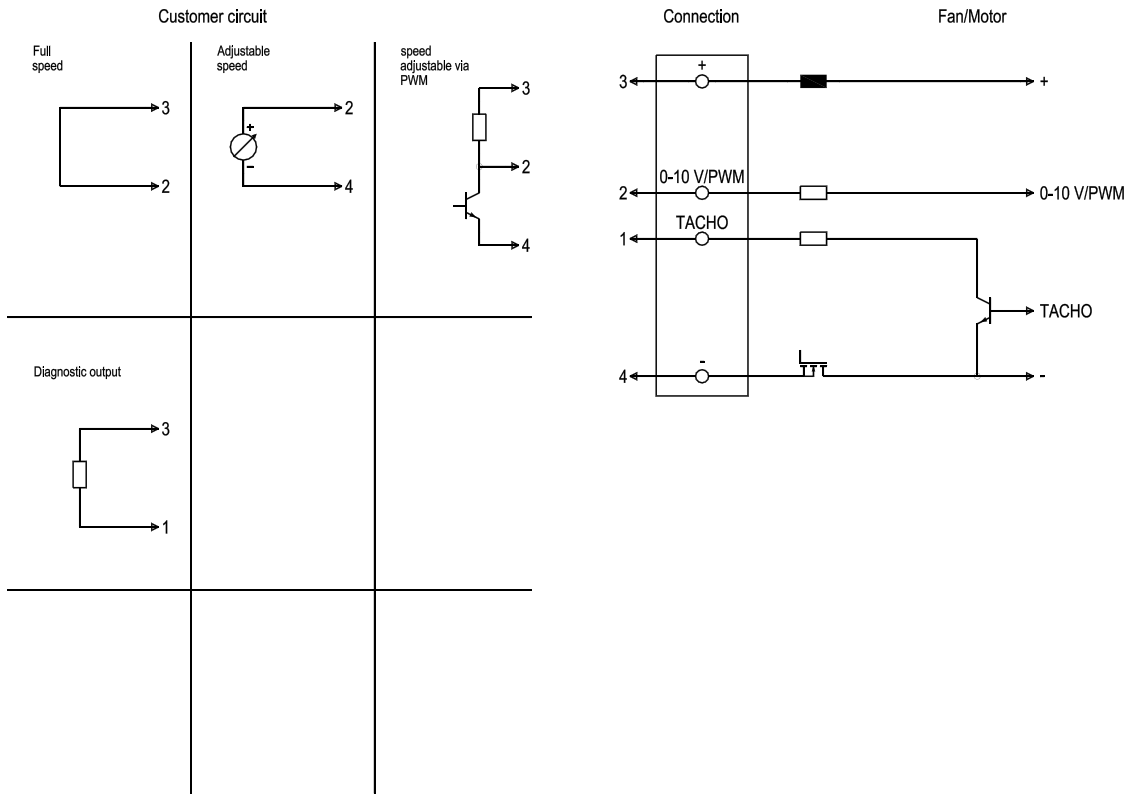 Customer circuit
Full
speed
3
2
Adjustable
speed
+
-
2
4
speed
adjustable via
PWM
3
2
4
Diagnostic output
3
1
Connection
Fan/Motor
3
+
+
2
0-10 V/PWM
0-10 V/PWM
1
TACHO
TACHO
4
-
-